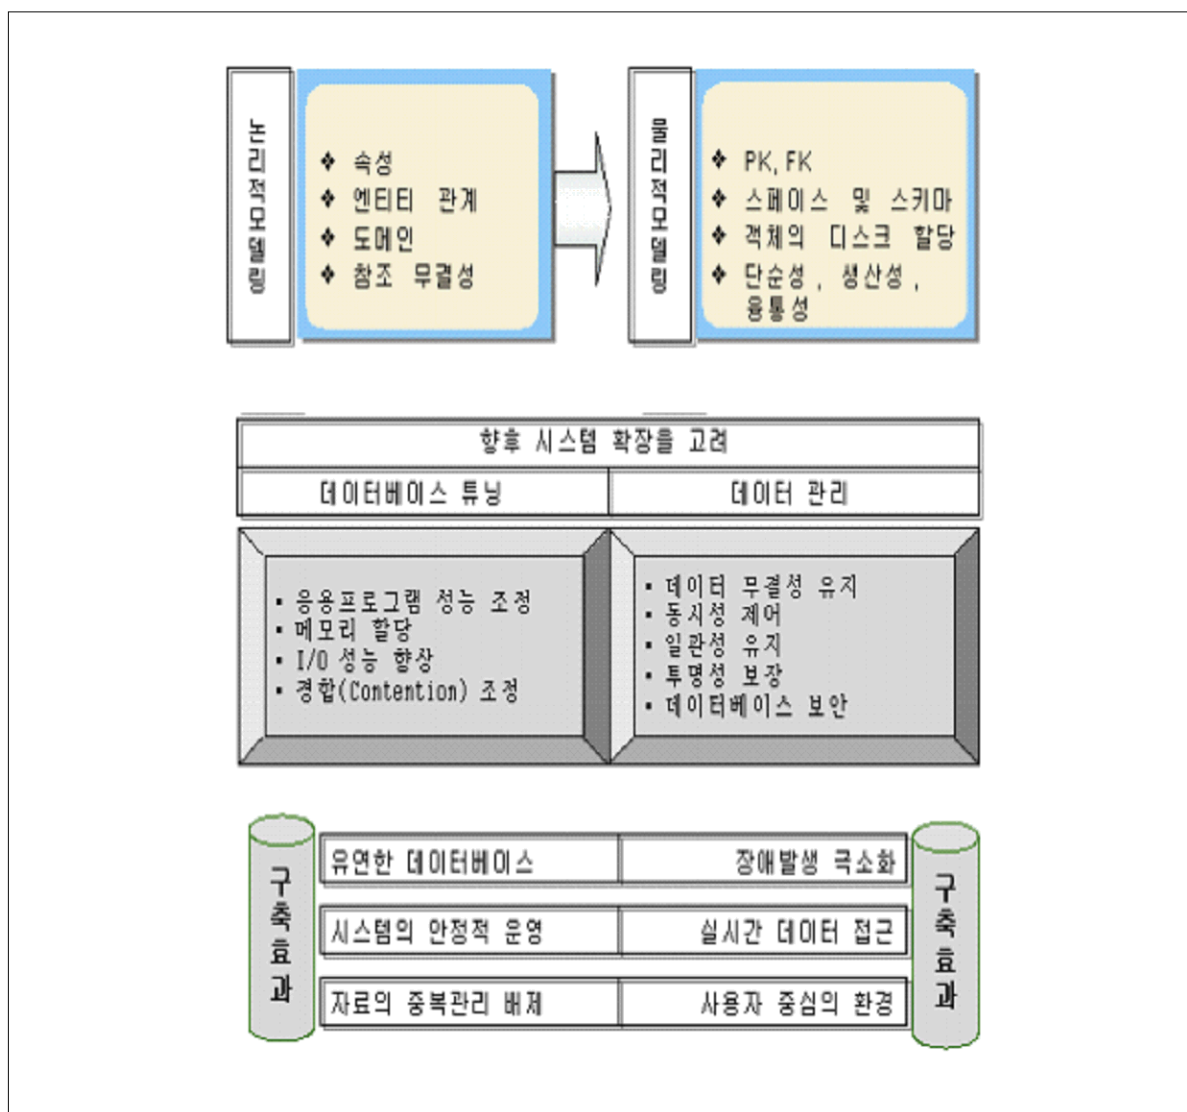 논리적모델링
❖ 속성
❖ 엔티티 관계
❖ 도메인
❖ 참조 무결성
물리적모델링
❖ PK, FK
❖ 스페이스 및 스키마
❖ 객체의 디스크 할당
❖ 단순성, 생산성,
융통성
향후 시스템 확장을 고려
데이터베이스 튜닝
데이터 관리
▪ 응용프로그램 성능 조정
▪ 메모리 할당
▪ I/O 성능 향상
▪ 경합(Contention) 조정
▪ 데이터 무결성 유지
▪ 동시성 제어
▪ 일관성 유지
▪ 투명성 보장
▪ 데이터베이스 보안
구축효과
유연한 데이터베이스
장애발생 극소화
시스템의 안정적 운영
실시간 데이터 접근
자료의 중복관리 배제
사용자 중심의 환경
구축효과